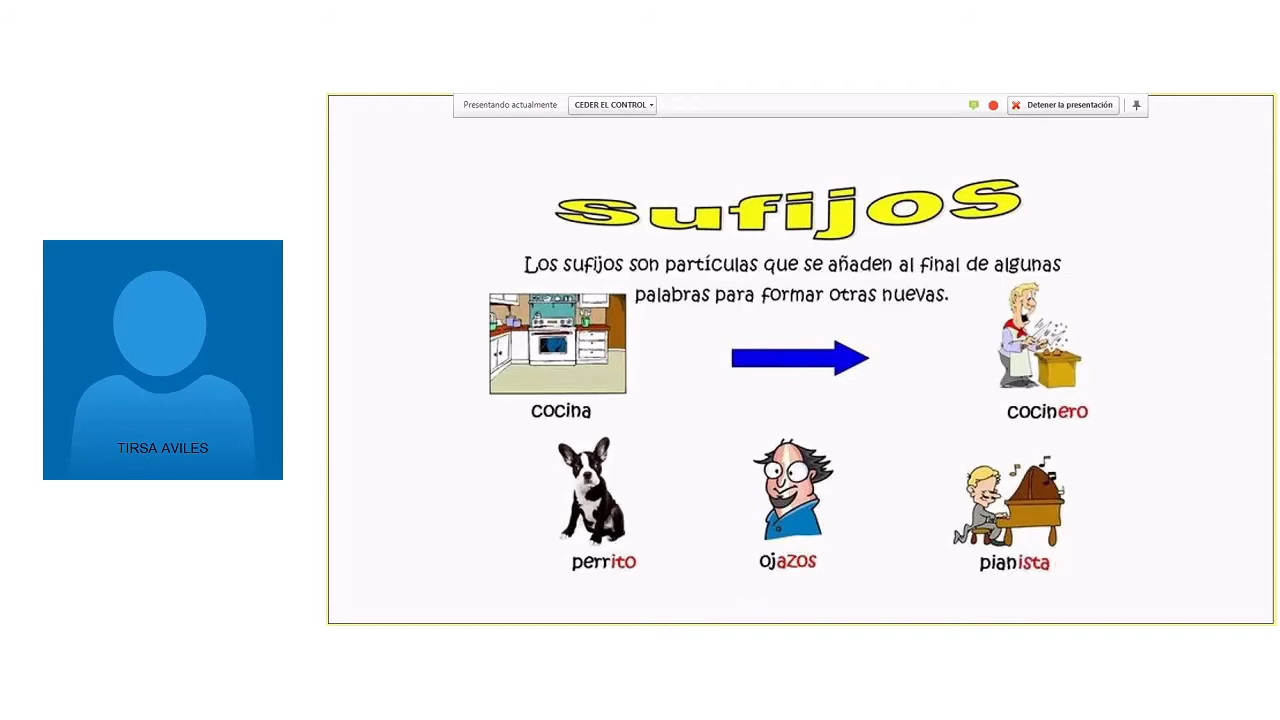 Presentando actualmente
CEDER EL CONTROL
Detener la presentación
Sufijos
Los sufijos son partículas que se añaden al final de algunas
palabras para formar otras nuevas.
cocina
cocinero
TIRSA AVILES
perrito
ojazos
pianista